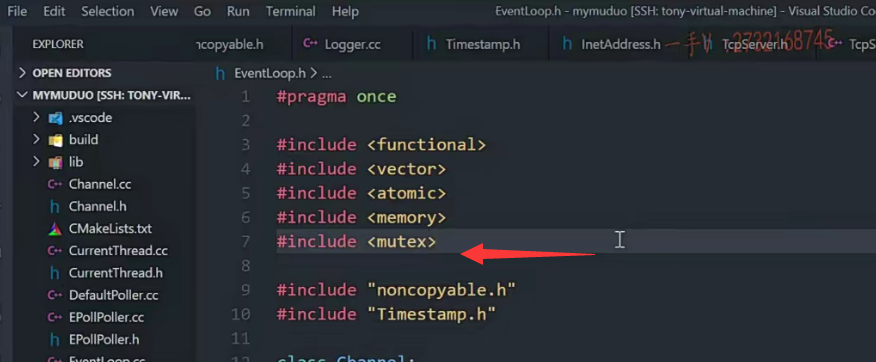 File Edit Selection View Go Run Terminal Help EventLoop.h - mymuduo [SSH: tony-virtual-machine] - Visual Studio Co
EXPLORER
ncopyable.h Logger.cc Timestamp.h InetAddress.h TcpServer.h TcpS
OPEN EDITORS
EventLoop.h > ...
MYMUDUO [SSH: TONY-VIR...
.vscode
build
lib
Channel.cc
Channel.h
CMakeLists.txt
CurrentThread.cc
CurrentThread.h
DefaultPoller.cc
EPollPoller.cc
EPollPoller.h
EventLoop.cc
1 #pragma once
2
3 #include <functional>
4 #include <vector>
5 #include <atomic>
6 #include <memory>
7 #include <mutex>
8
9 #include "noncopyable.h"
10 #include "Timestamp.h"
11
12 class Channel;